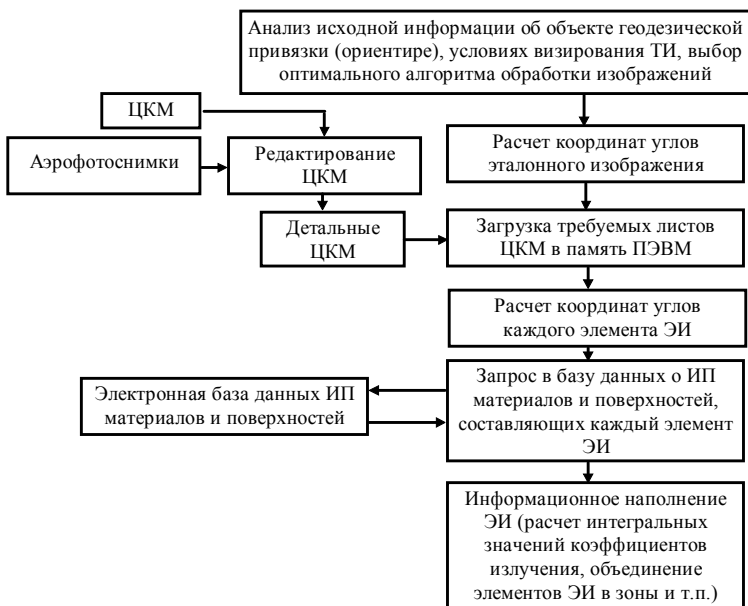 Анализ исходной информации об объекте геодезической
привязки (ориентире), условиях визирования ТИ, выбор
оптимального алгоритма обработки изображений
ЦКМ
Аэрофотоснимки
Редактирование
ЦКМ
Расчет координат углов
эталонного изображения
Детальные
ЦКМ
Загрузка требуемых листов
ЦКМ в память ПЭВМ
Расчет координат углов
каждого элемента ЭИ
Электронная база данных ИП
материалов и поверхностей
Запрос в базу данных о ИП
материалов и поверхностей,
составляющих каждый элемент
ЭИ
Информационное наполнение
ЭИ (расчет интегральных
значений коэффициентов
излучения, объединение
элементов ЭИ в зоны и т.п.)